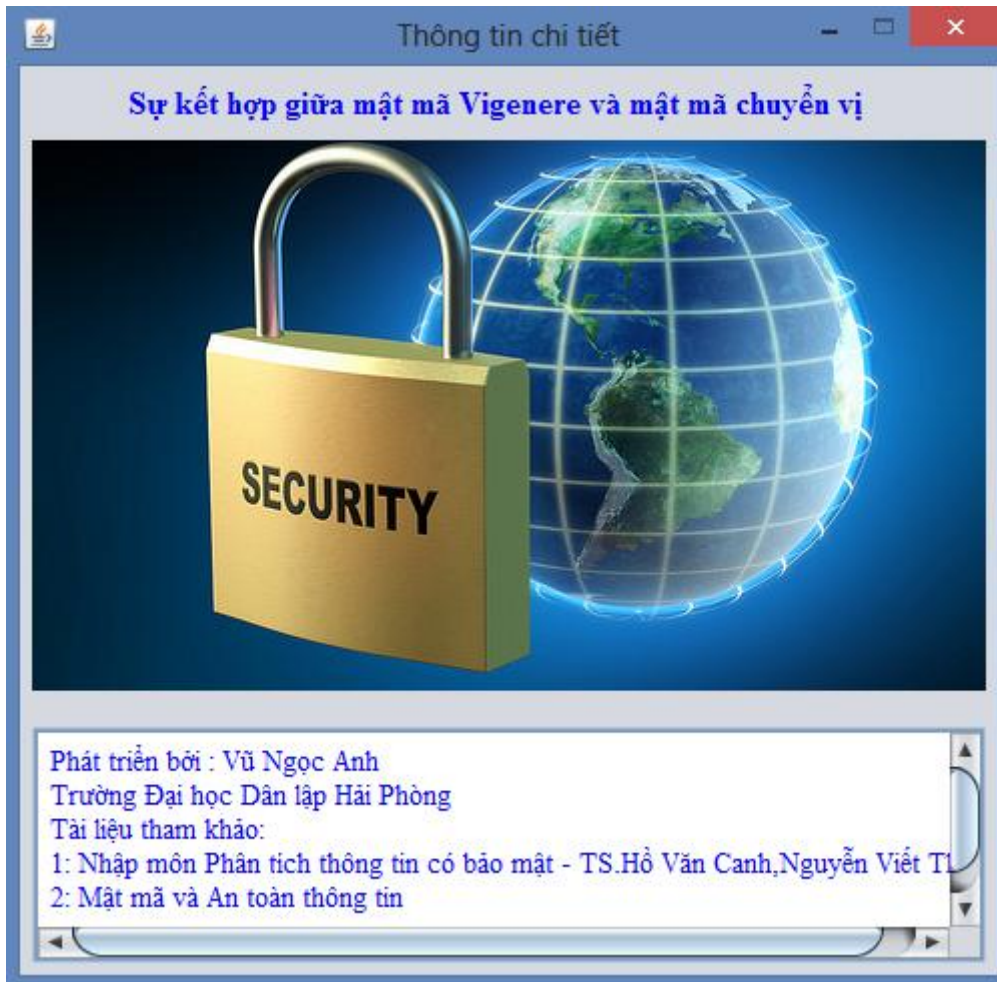 Thông tin chi tiết
Sự kết hợp giữa mật mã Vigenere và mật mã chuyển vị
SECURITY
Phát triển bởi : Vũ Ngọc Anh
Trường Đại học Dân lập Hải Phòng
Tài liệu tham khảo:
1: Nhập môn Phân tích thông tin có bảo mật - TS.Hồ Văn Canh,Nguyễn Viết
2: Mật mã và An toàn thông tin